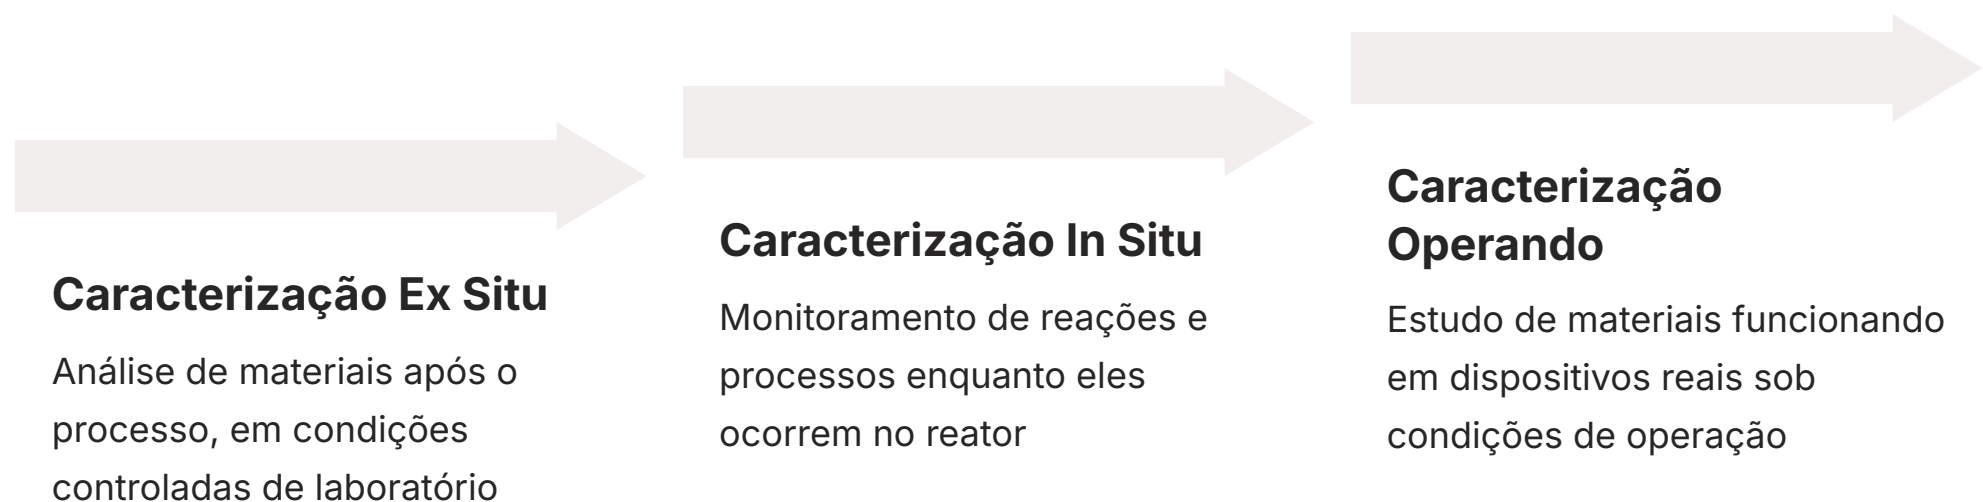 Caracterização Ex Situ
Análise de materiais após o
processo, em condições
controladas de laboratório
Caracterização In Situ
Monitoramento de reações e
processos enquanto eles
ocorrem no reator
Caracterização
Operando
Estudo de materiais funcionando
em dispositivos reais sob
condições de operação